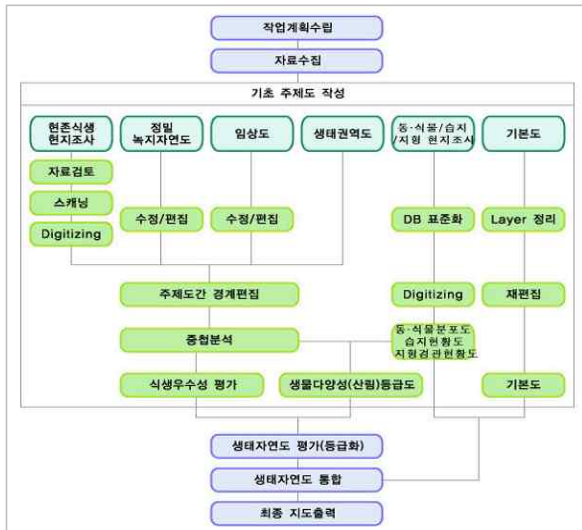 작업계획수립
자료수집
기초 주제도 작성
현존식생
현지조사
정밀
녹지자연도
임상도
생태권역도
동·식물/습지
/지형 현지조사
기본도
자료검토
스캐닝
Digitizing
수정/편집
수정/편집
DB 표준화
Layer 정리
주제도간 경계편집
Digitizing
재편집
중첩분석
동·식물분포도
습지현황도
지형경관현황도
식생우수성 평가
생물다양성(산림)등급도
기본도
생태자연도 평가(등급화)
생태자연도 통합
최종 지도출력